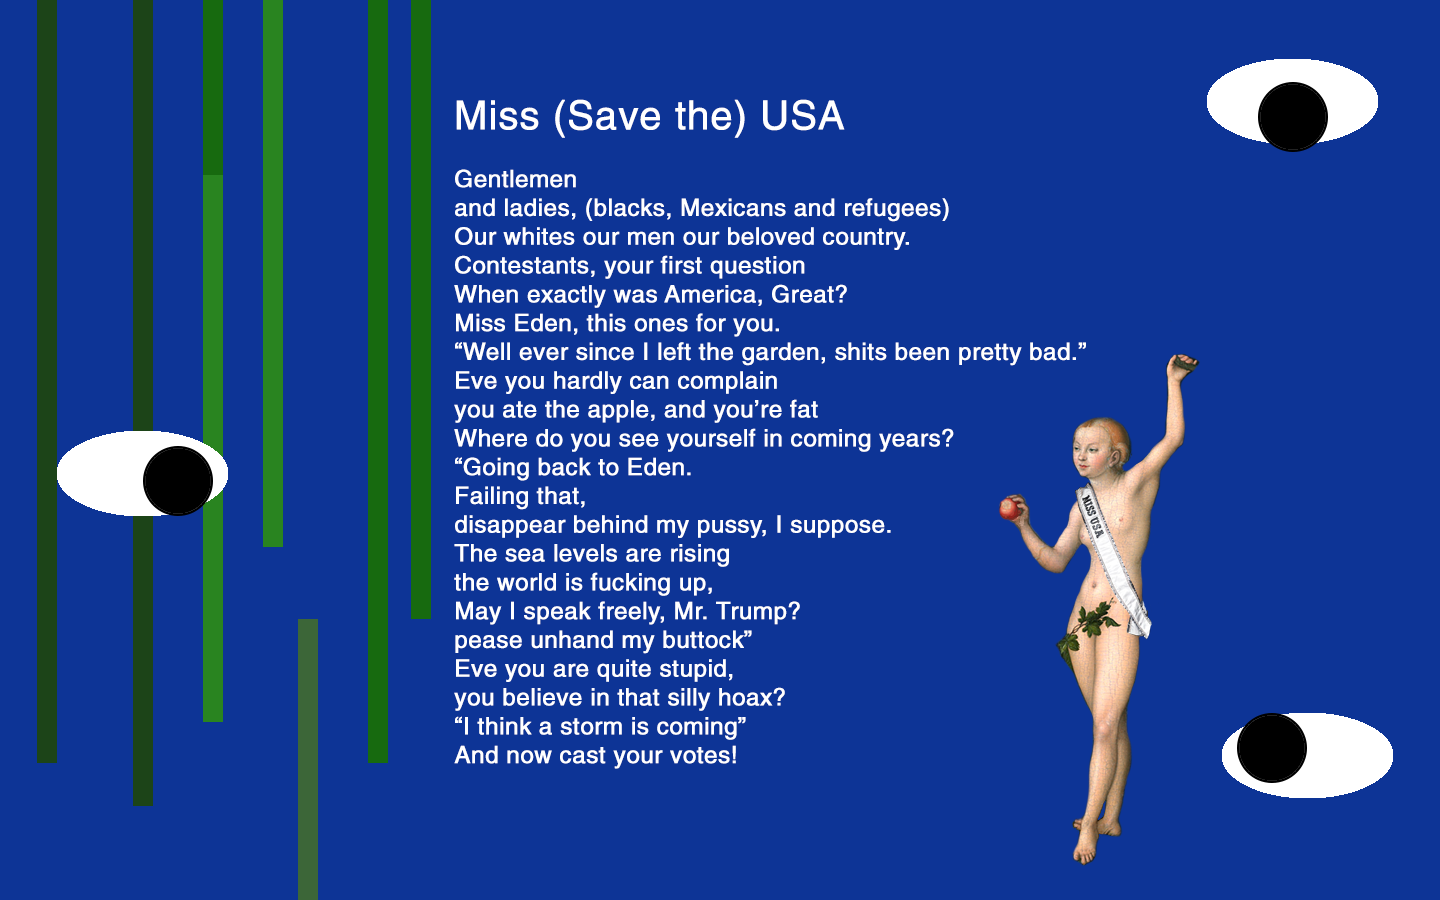 Miss (Save the) USA
Gentlemen
and ladies, (blacks, Mexicans and refugees)
Our whites our men our beloved country.
Contestants, your first question
When exactly was America, Great?
Miss Eden, this ones for you.
“Well ever since I left the garden, shits been pretty bad.”
Eve you hardly can complain
you ate the apple, and you’re fat
Where do you see yourself in coming years?
“Going back to Eden.
Failing that,
disappear behind my pussy, I suppose.
The sea levels are rising
the world is fucking up,
May I speak freely, Mr. Trump?
pease unhand my buttock”
Eve you are quite stupid,
you believe in that silly hoax?
“I think a storm is coming”
And now cast your votes!
MISS USA